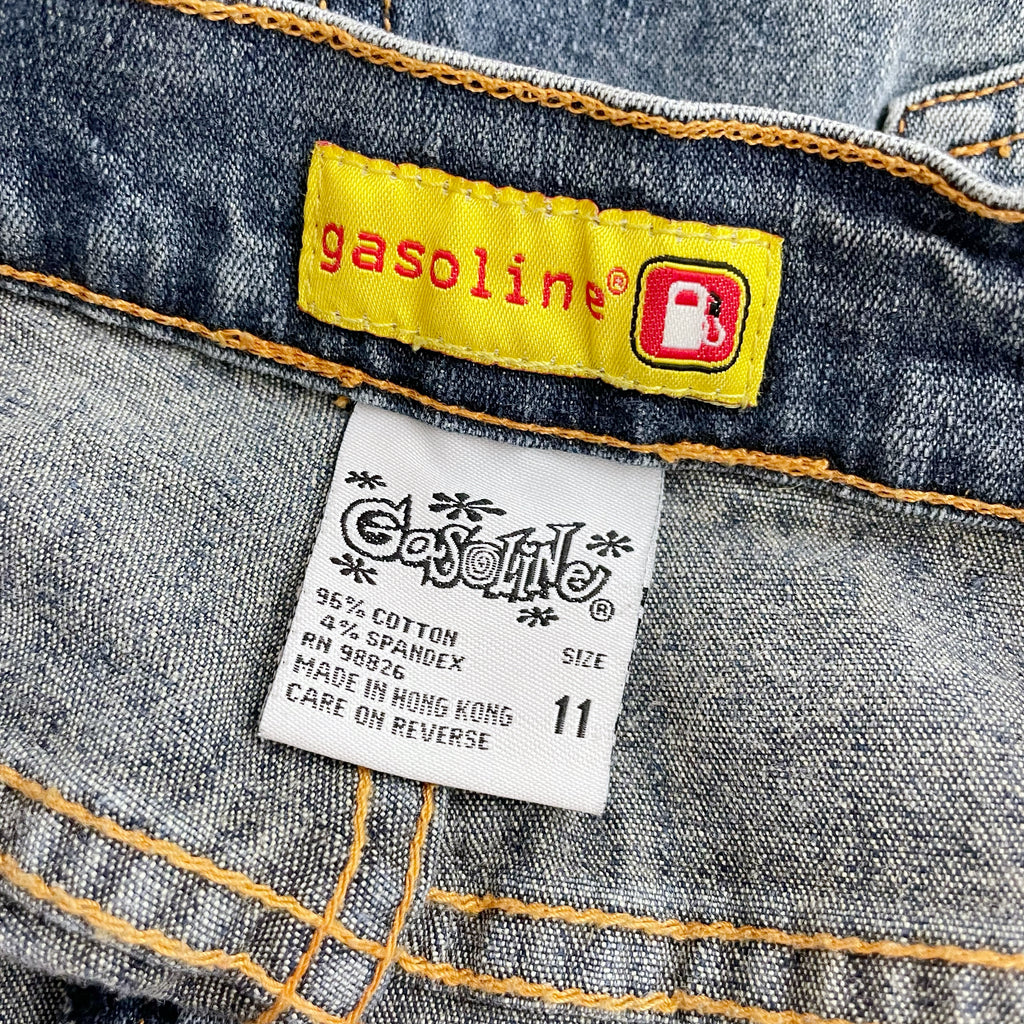 gasoline®
Gasoline®
96% COTTON
4% SPANDEX
RN 98826
MADE IN HONG KONG
CARE ON REVERSE
SIZE
11